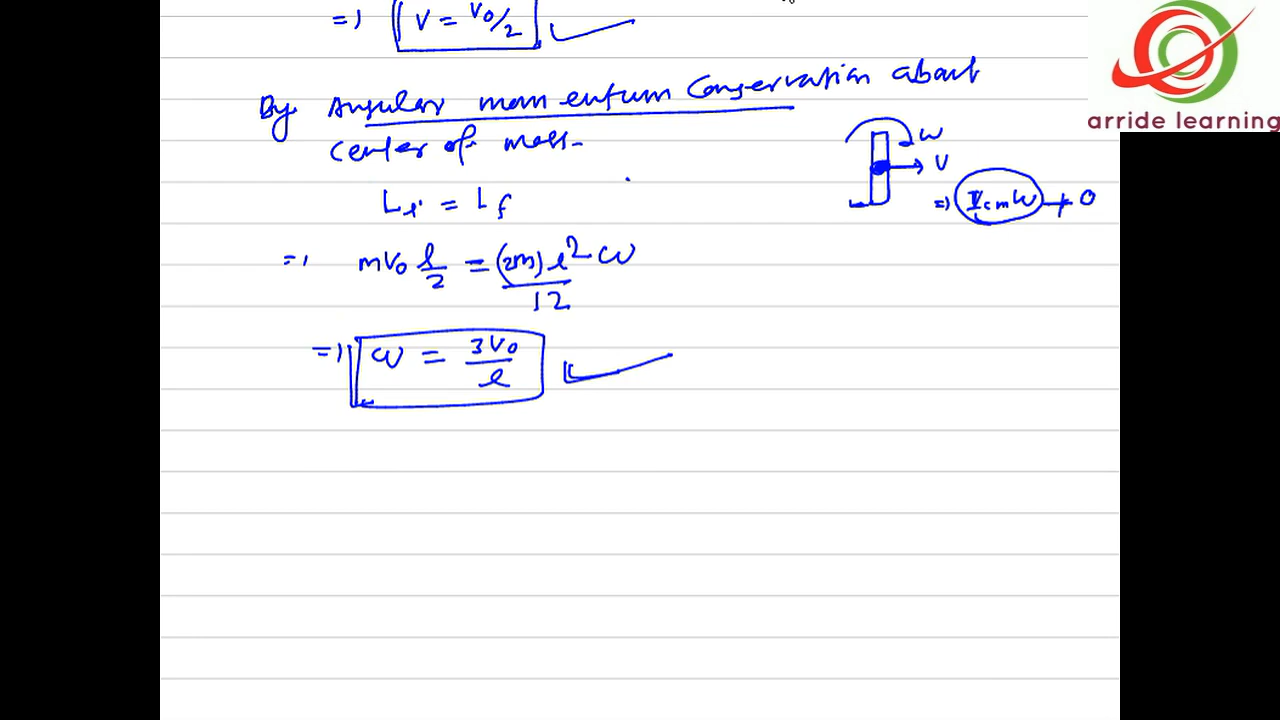 => V = V0/2
By Angular momentum Conservation about
center of mass.
Li = Lf
=> mV0 l/2 = (2m) l² ω / 12
=> ω = 3V0/l
ω
V
=> Icm ω + 0
arride learning